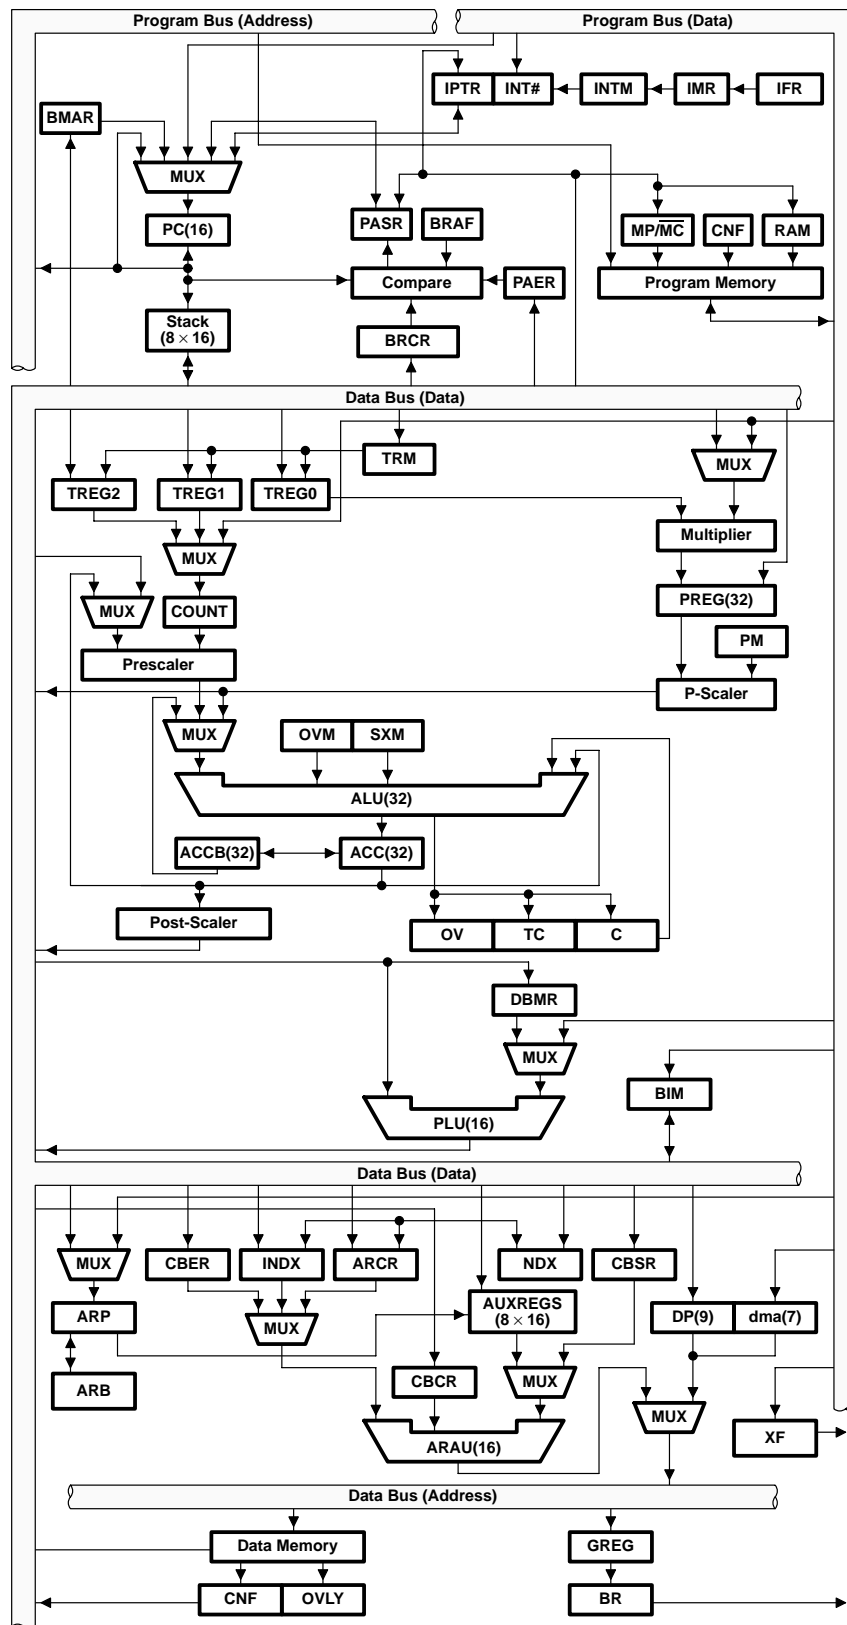 Program Bus (Address)
Program Bus (Data)
IPTR
INT#
INTM
IMR
IFR
BMAR
MUX
PC(16)
PASR
BRAF
MP/MC
CNF
RAM
Compare
PAER
Program Memory
Stack
(8 × 16)
BRCR
Data Bus (Data)
TRM
MUX
TREG2
TREG1
TREG0
Multiplier
MUX
MUX
COUNT
PREG(32)
PM
Prescaler
P-Scaler
MUX
OVM
SXM
ALU(32)
ACCB(32)
ACC(32)
Post-Scaler
OV
TC
C
DBMR
MUX
BIM
PLU(16)
Data Bus (Data)
MUX
CBER
INDX
ARCR
NDX
CBSR
ARP
AUXREGS
(8 × 16)
DP(9)
dma(7)
MUX
ARB
CBCR
MUX
MUX
ARAU(16)
XF
Data Bus (Address)
Data Memory
GREG
CNF
OVLY
BR